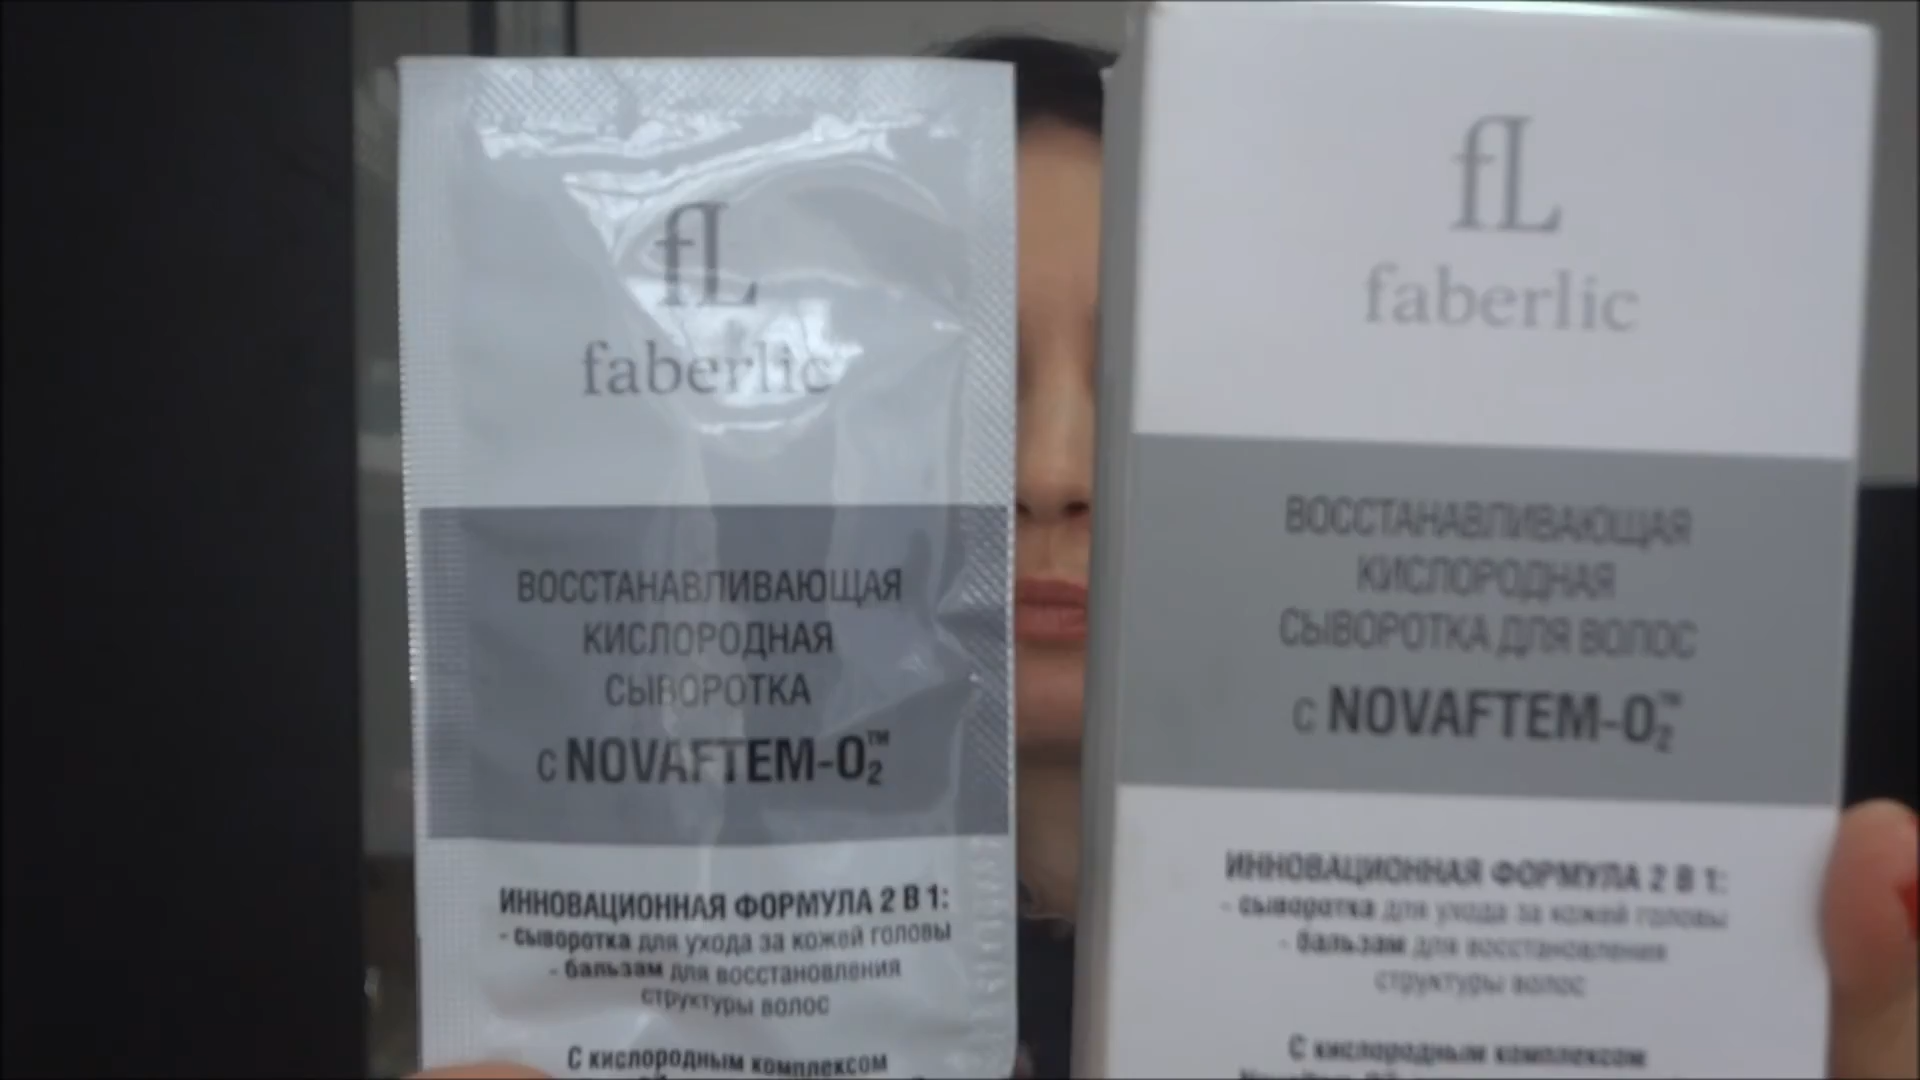 fL
faberlic
ВОССТАНАВЛИВАЮЩАЯ
КИСЛОРОДНАЯ
СЫВОРОТКА
С NOVAFTEM-O2™
ИННОВАЦИОННАЯ ФОРМУЛА 2 В 1:
- сыворотка для ухода за кожей головы
- бальзам для восстановления
структуры волос
С кислородным комплексом
fL
faberlic
ВОССТАНАВЛИВАЮЩАЯ
КИСЛОРОДНАЯ
СЫВОРОТКА ДЛЯ ВОЛОС
С NOVAFTEM-O2™
ИННОВАЦИОННАЯ ФОРМУЛА 2 В 1:
- сыворотка для ухода за кожей головы
- бальзам для восстановления
структуры волос
С кислородным комплексом